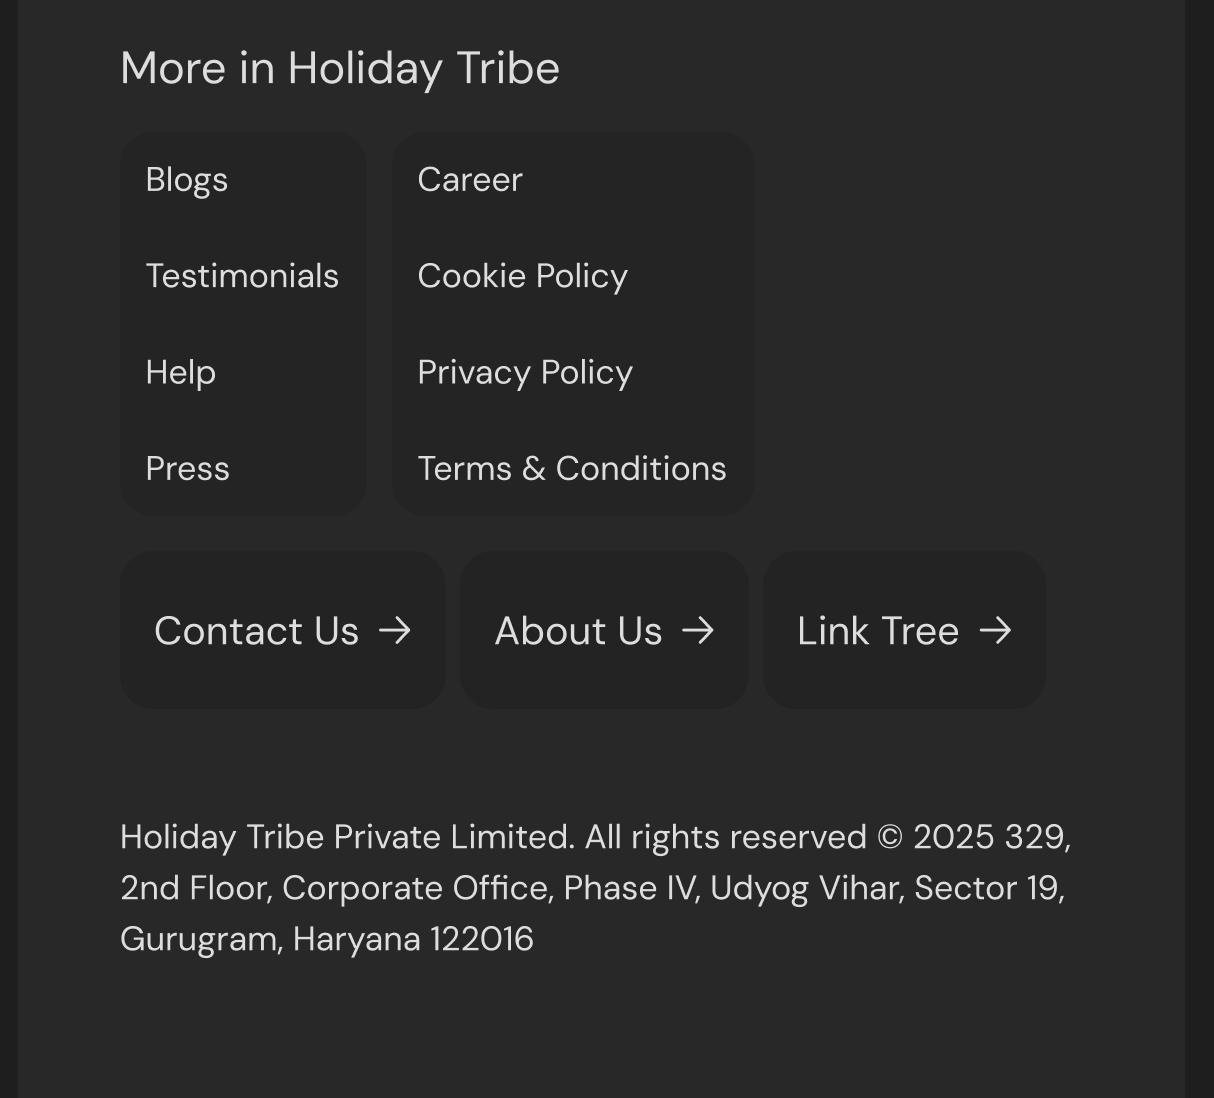 More in Holiday Tribe
Blogs
Testimonials
Help
Press
Career
Cookie Policy
Privacy Policy
Terms & Conditions
Contact Us →
About Us →
Link Tree →
Holiday Tribe Private Limited. All rights reserved © 2025 329,
2nd Floor, Corporate Office, Phase IV, Udyog Vihar, Sector 19,
Gurugram, Haryana 122016